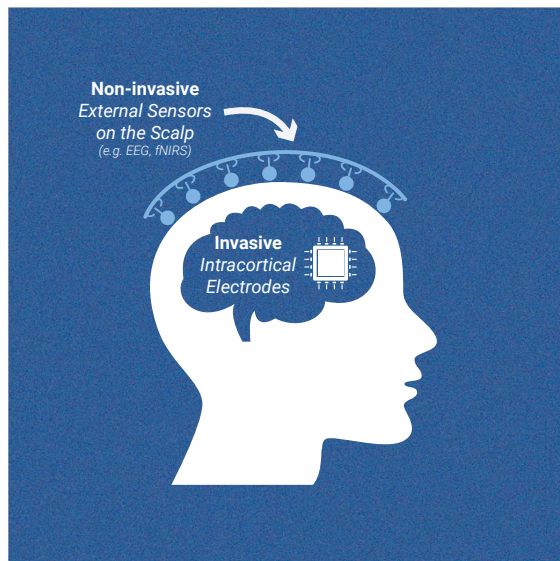 Non-invasive
External Sensors
on the Scalp
(e.g. EEG, fNIRS)
Invasive
Intracortical
Electrodes